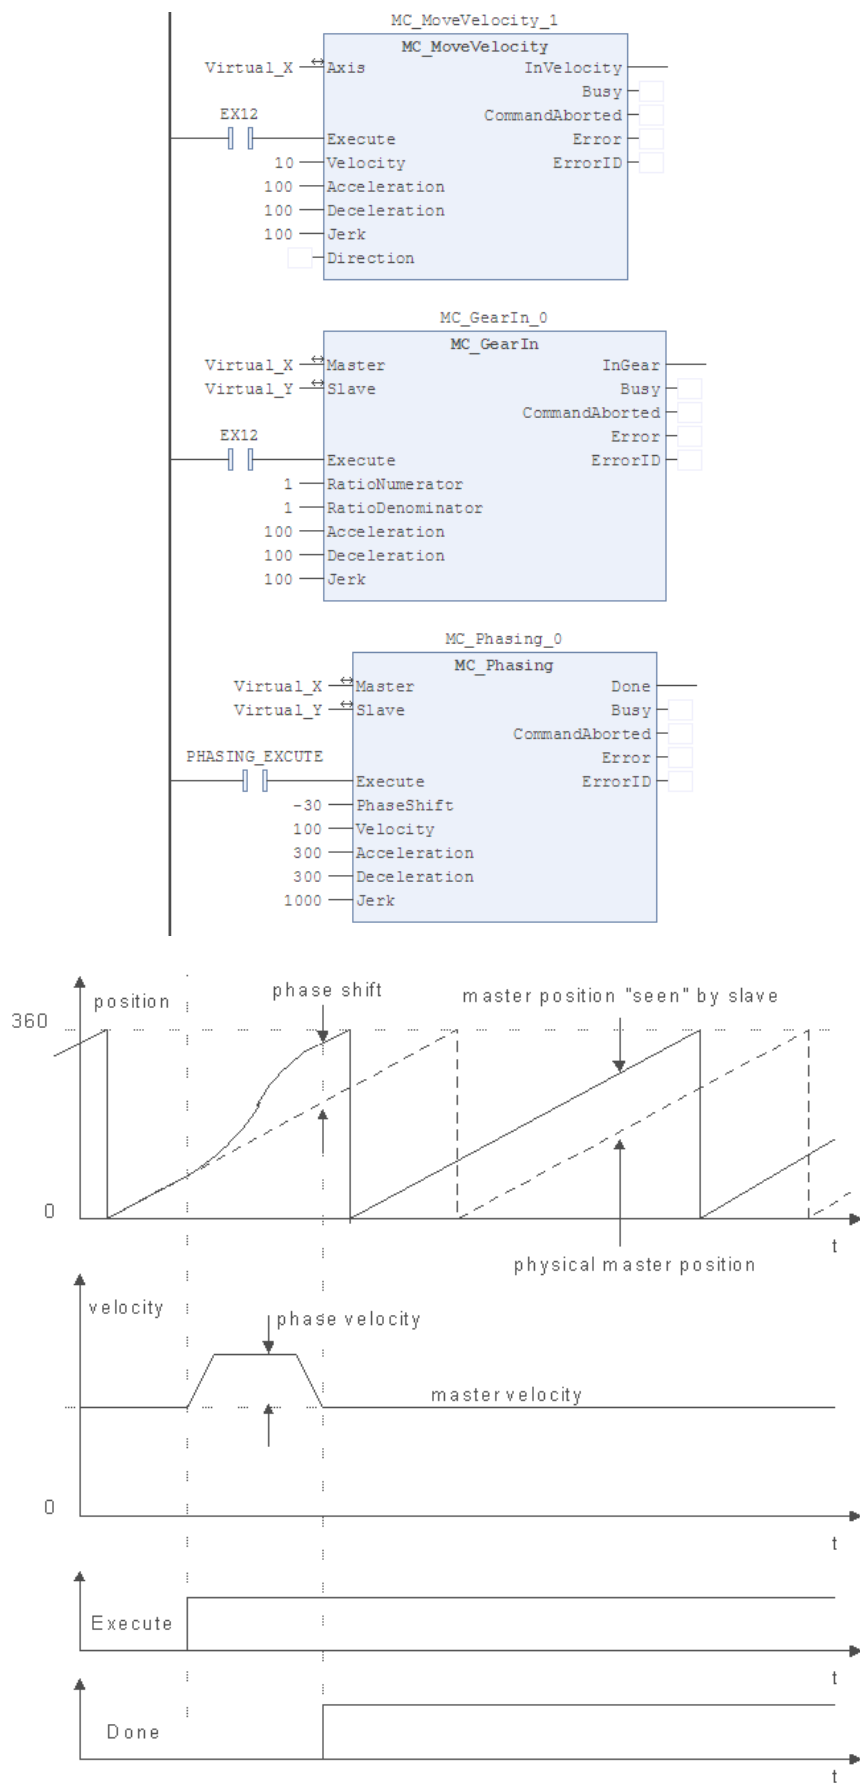 MC_MoveVelocity_1
MC_MoveVelocity
Virtual_X Axis InVelocity
Busy
EX12 CommandAborted
Execute Error
10 Velocity ErrorID
100 Acceleration
100 Deceleration
100 Jerk
Direction
MC_GearIn_0
MC_GearIn
Virtual_X Master InGear
Virtual_Y Slave Busy
CommandAborted
EX12 Error
Execute ErrorID
1 RatioNumerator
1 RatioDenominator
100 Acceleration
100 Deceleration
100 Jerk
MC_Phasing_0
MC_Phasing
Virtual_X Master Done
Virtual_Y Slave Busy
CommandAborted
PHASING_EXCUTE Error
Execute ErrorID
-30 PhaseShift
100 Velocity
300 Acceleration
300 Deceleration
1000 Jerk
position phase shift master position "seen" by slave
360
0
t
physical master position
velocity
phase velocity
master velocity
0
t
Execute
t
Done
t